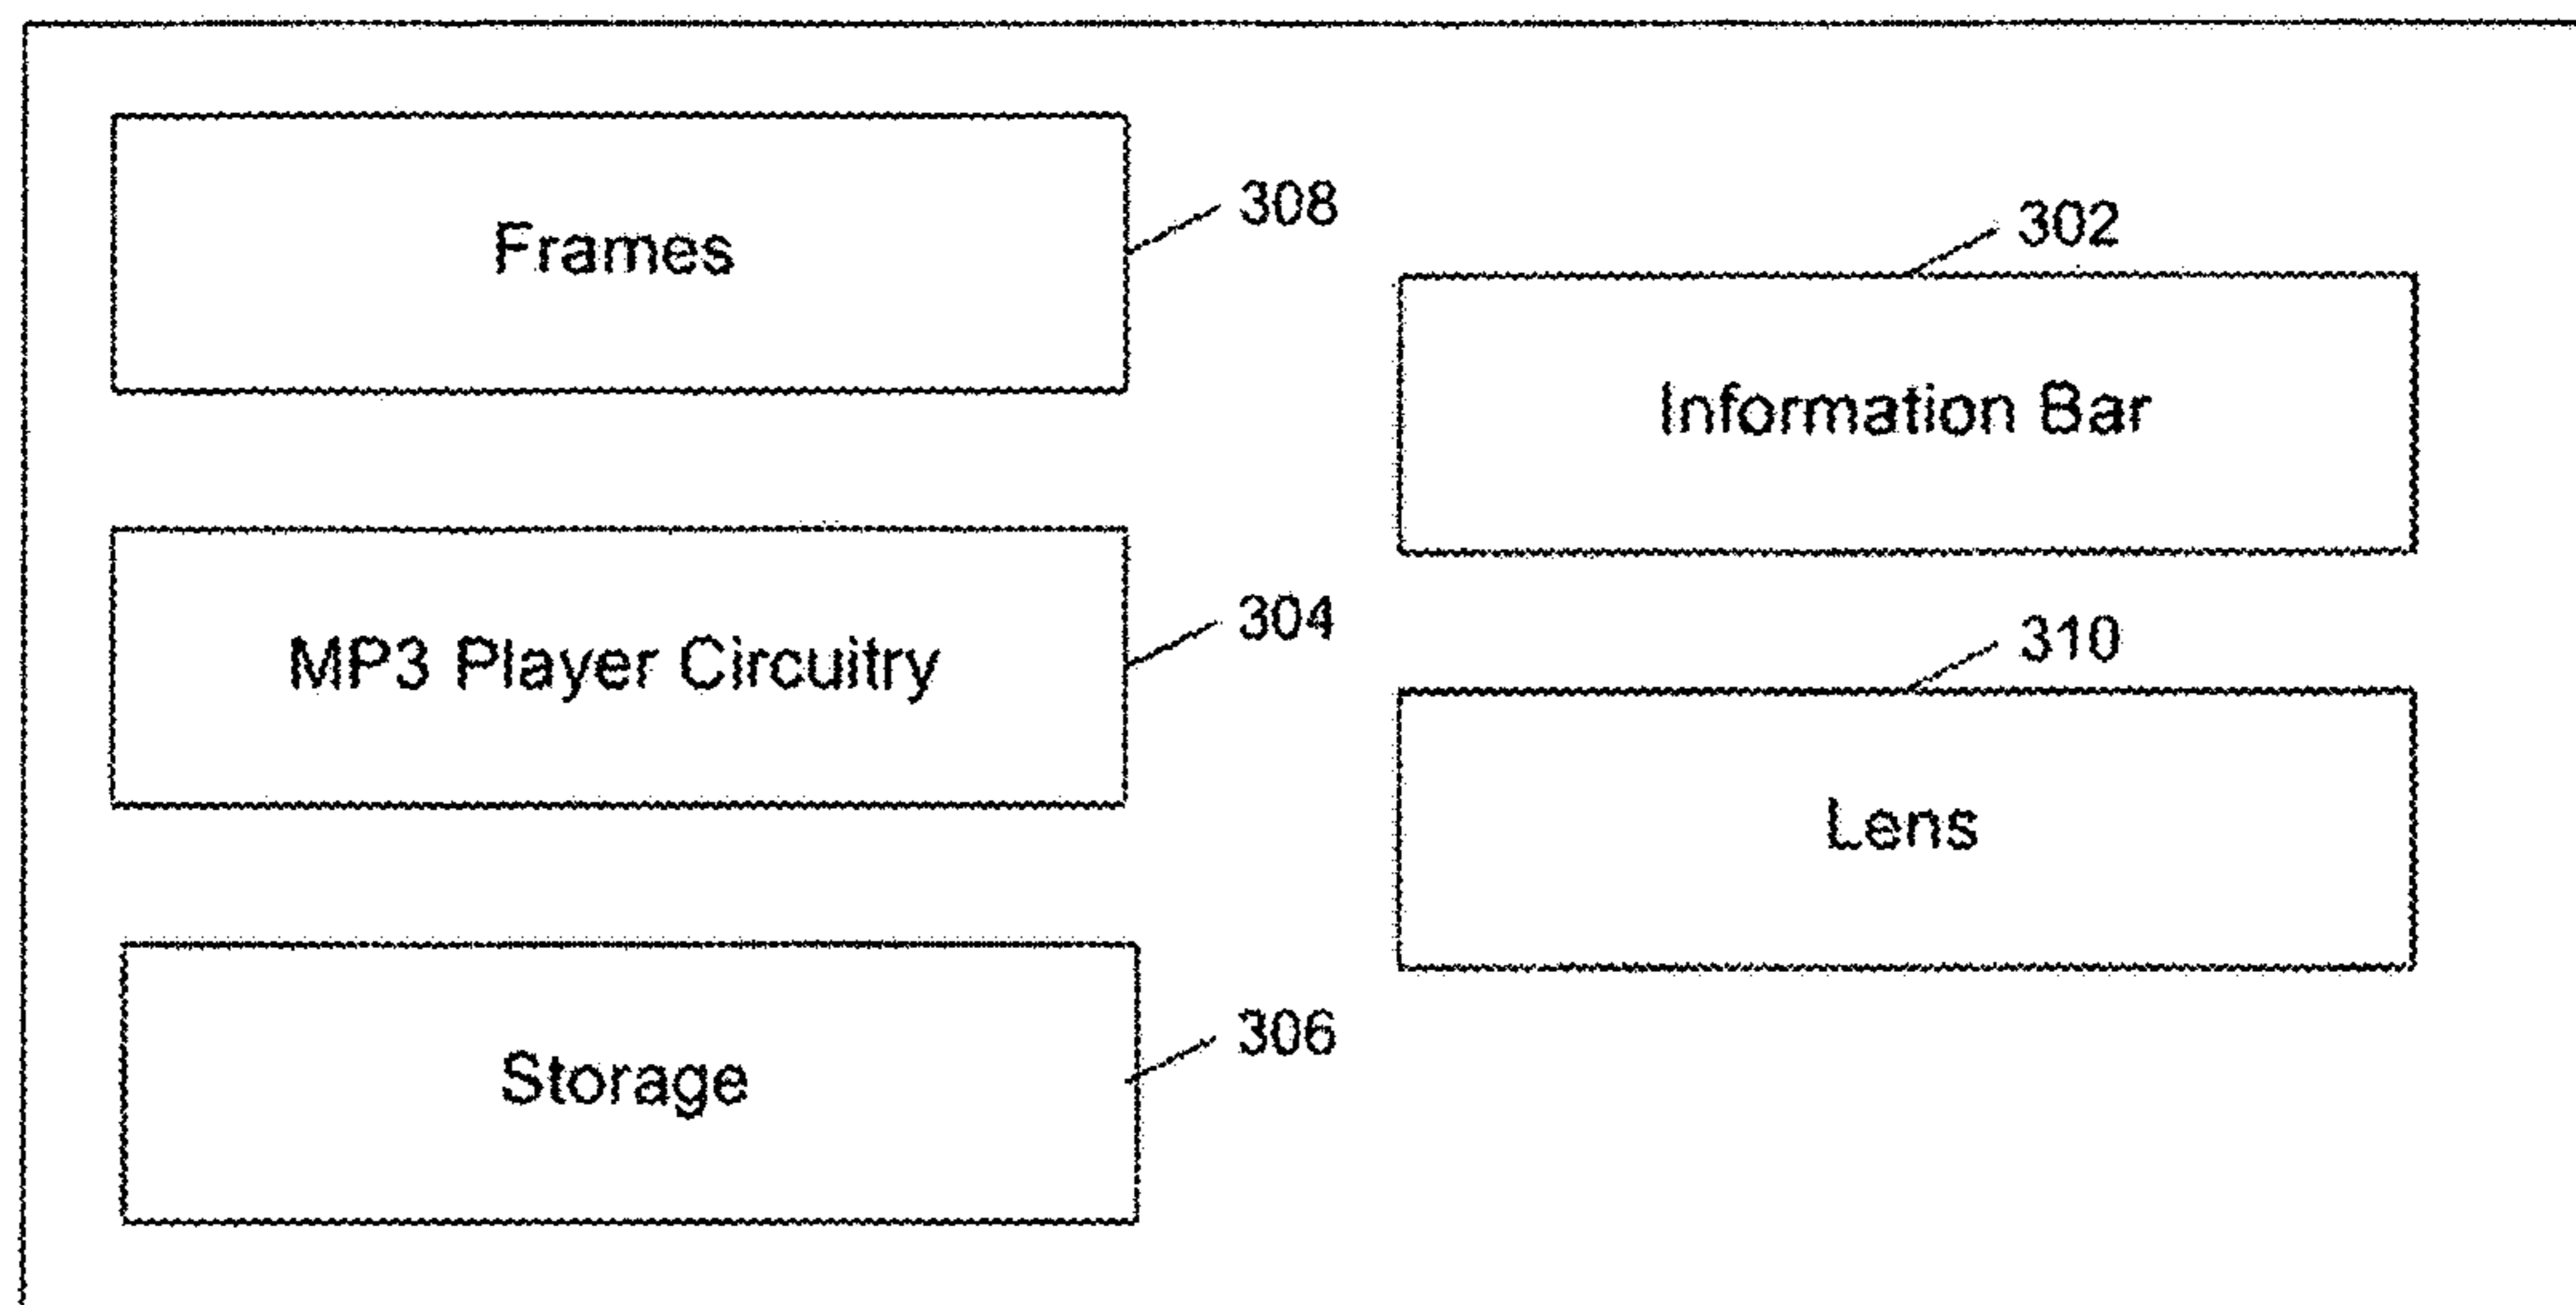 Frames
308
302
Information Bar
MP3 Player Circuitry
304
310
Lens
Storage
306